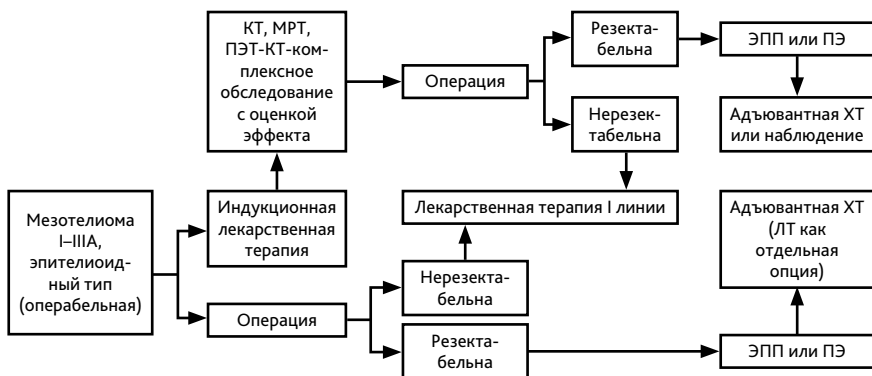 КТ, МРТ,
ПЭТ-КТ-ком-
плексное
обследование
с оценкой
эффекта
Операция
Резекта-
бельна
ЭПП или ПЭ
Нерезек-
табельна
Адъювантная ХТ
или наблюдение
Мезотелиома
I–IIIA,
эпителиоид-
ный тип
(операбельная)
Индукционная
лекарственная
терапия
Лекарственная терапия I линии
Адъювантная ХТ
(ЛТ как
отдельная
опция)
Операция
Нерезекта-
бельна
Резекта-
бельна
ЭПП или ПЭ